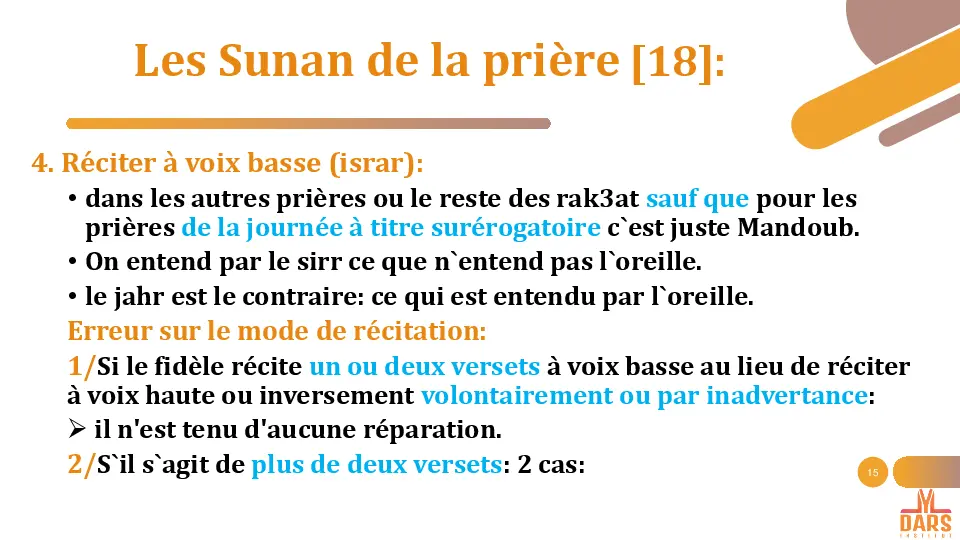 Les Sunan de la prière [18]:
4. Réciter à voix basse (israr):
• dans les autres prières ou le reste des rak3at sauf que pour les
prières de la journée à titre surérogatoire c`est juste Mandoub.
• On entend par le sirr ce que n`entend pas l`oreille.
• le jahr est le contraire: ce qui est entendu par l`oreille.
Erreur sur le mode de récitation:
1/Si le fidèle récite un ou deux versets à voix basse au lieu de réciter
à voix haute ou inversement volontairement ou par inadvertance:
➢ il n'est tenu d'aucune réparation.
2/S`il s`agit de plus de deux versets: 2 cas:
15
DARS
INSTITUT